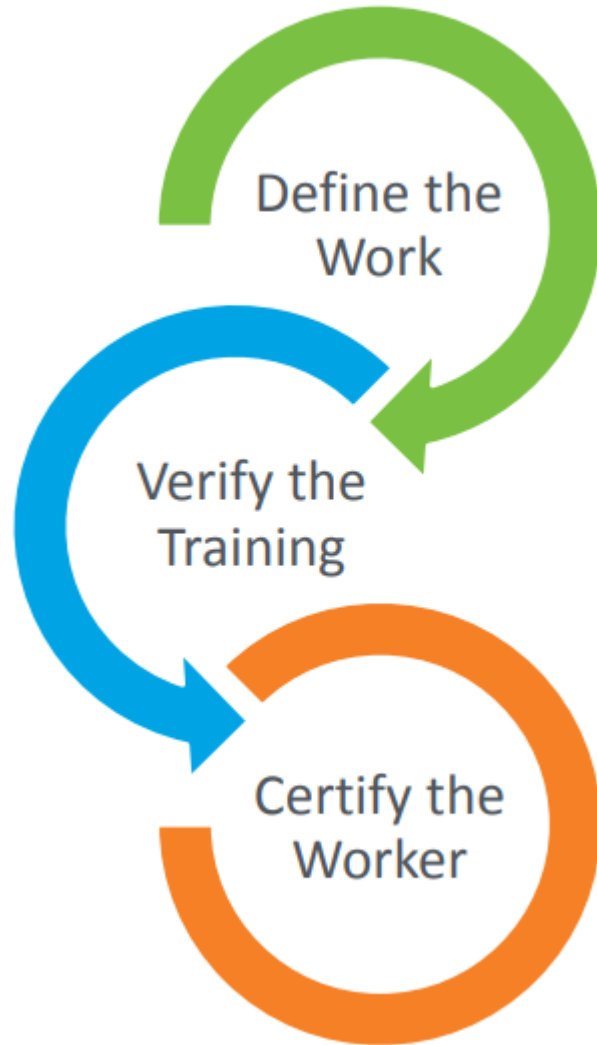 Define the
Work
Verify the
Training
Certify the
Worker